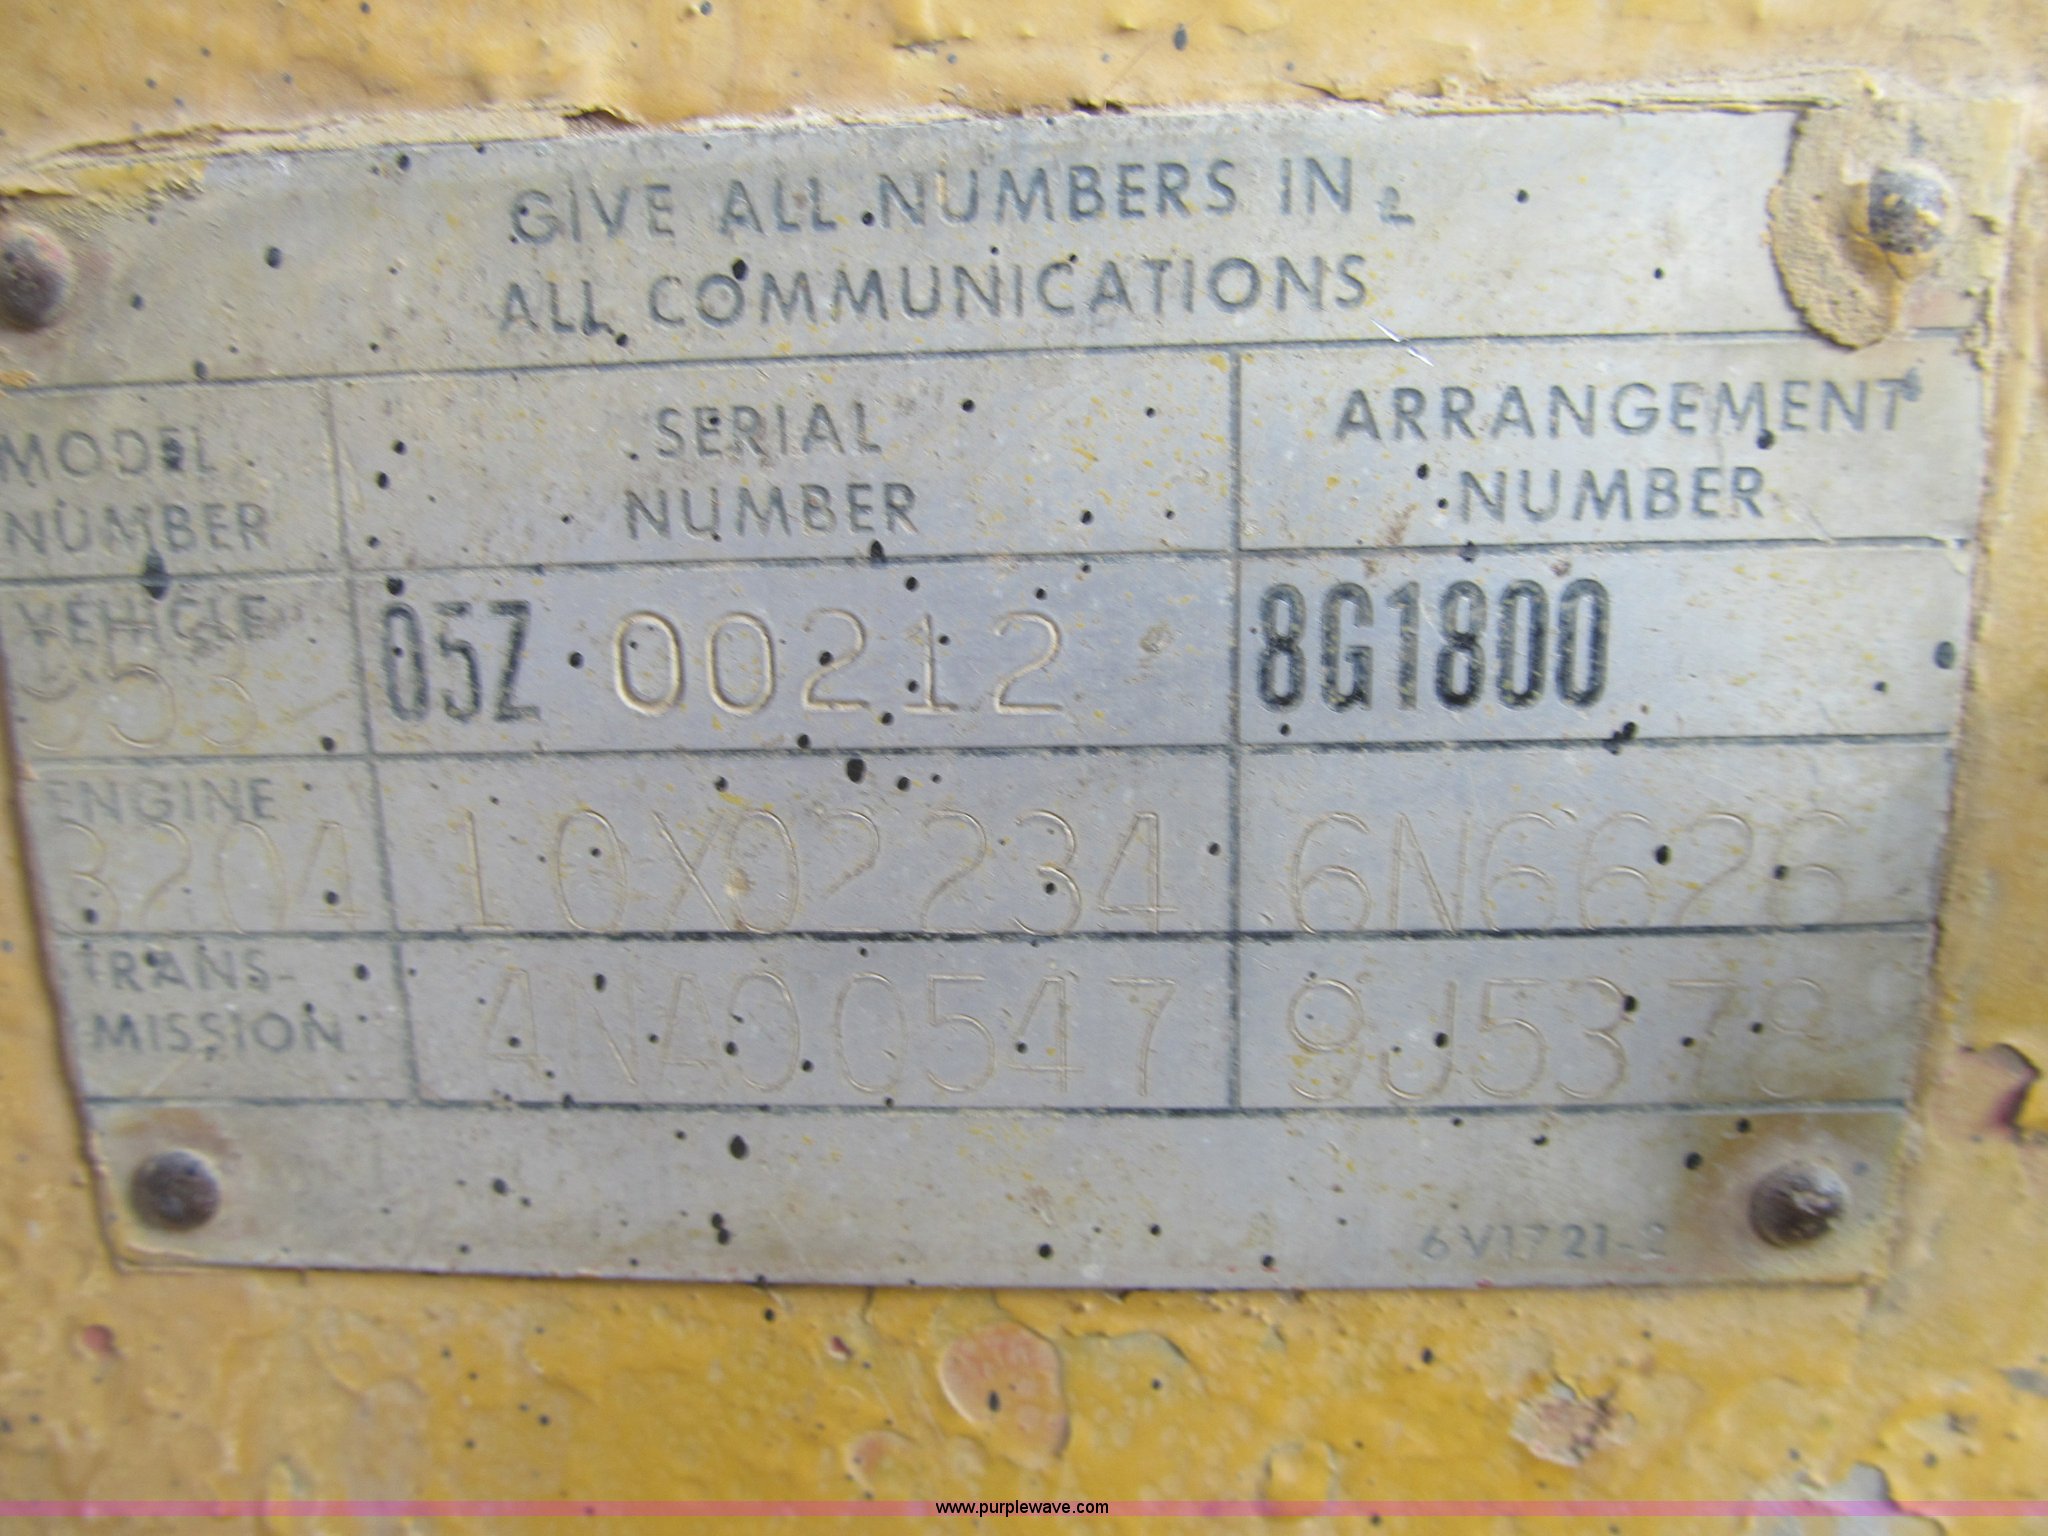 GIVE ALL NUMBERS IN
ALL COMMUNICATIONS
MODEL NUMBER
SERIAL NUMBER
ARRANGEMENT NUMBER
VEHICLE
05Z 00212
8G1800
ENGINE
3204
10X02234
6N6626
TRANS-
MISSION
4NA00547
9J5378
6V1721-2
www.purplewave.com